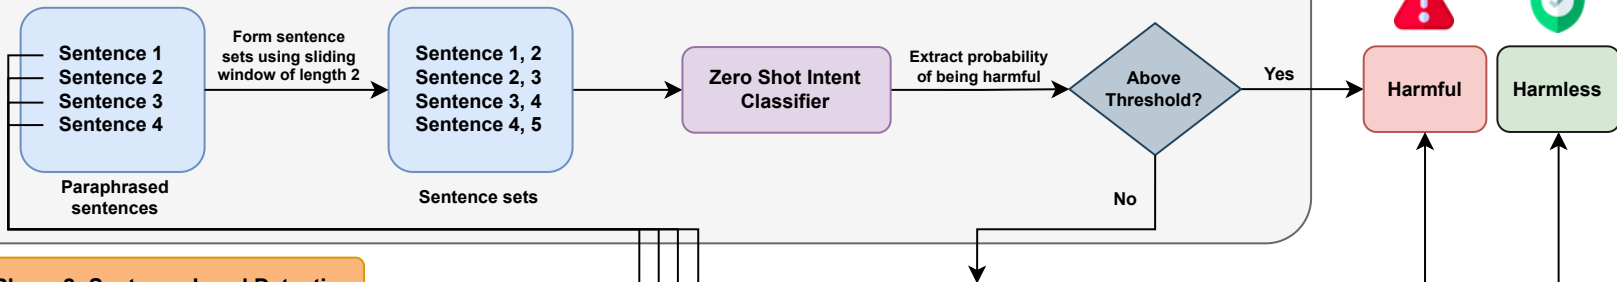 Sentence 1
Sentence 2
Sentence 3
Sentence 4
Paraphrased
sentences
Form sentence
sets using sliding
window of length 2
Sentence 1, 2
Sentence 2, 3
Sentence 3, 4
Sentence 4, 5
Sentence sets
Zero Shot Intent
Classifier
Extract probability
of being harmful
Above
Threshold?
Yes
No
Harmful
Harmless